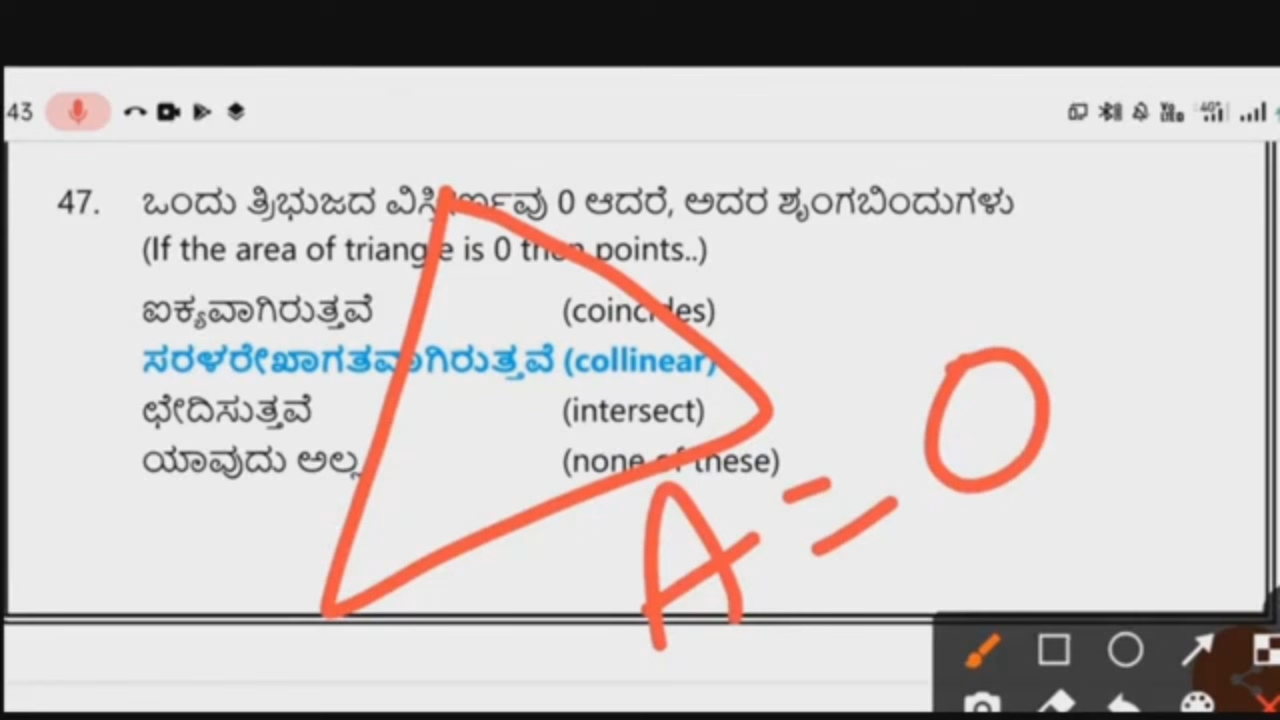 43
47. ಒಂದು ತ್ರಿಭುಜದ ವಿಸ್ತೀರ್ಣವು 0 ಆದರೆ, ಅದರ ಶೃಂಗಬಿಂದುಗಳು
(If the area of triangle is 0 then points..)
ಐಕ್ಯವಾಗಿರುತ್ತವೆ (coincides)
ಸರಳರೇಖಾಗತವಾಗಿರುತ್ತವೆ (collinear)
ಛೇದಿಸುತ್ತವೆ (intersect)
ಯಾವುದು ಅಲ್ಲ (none of these)
A = 0